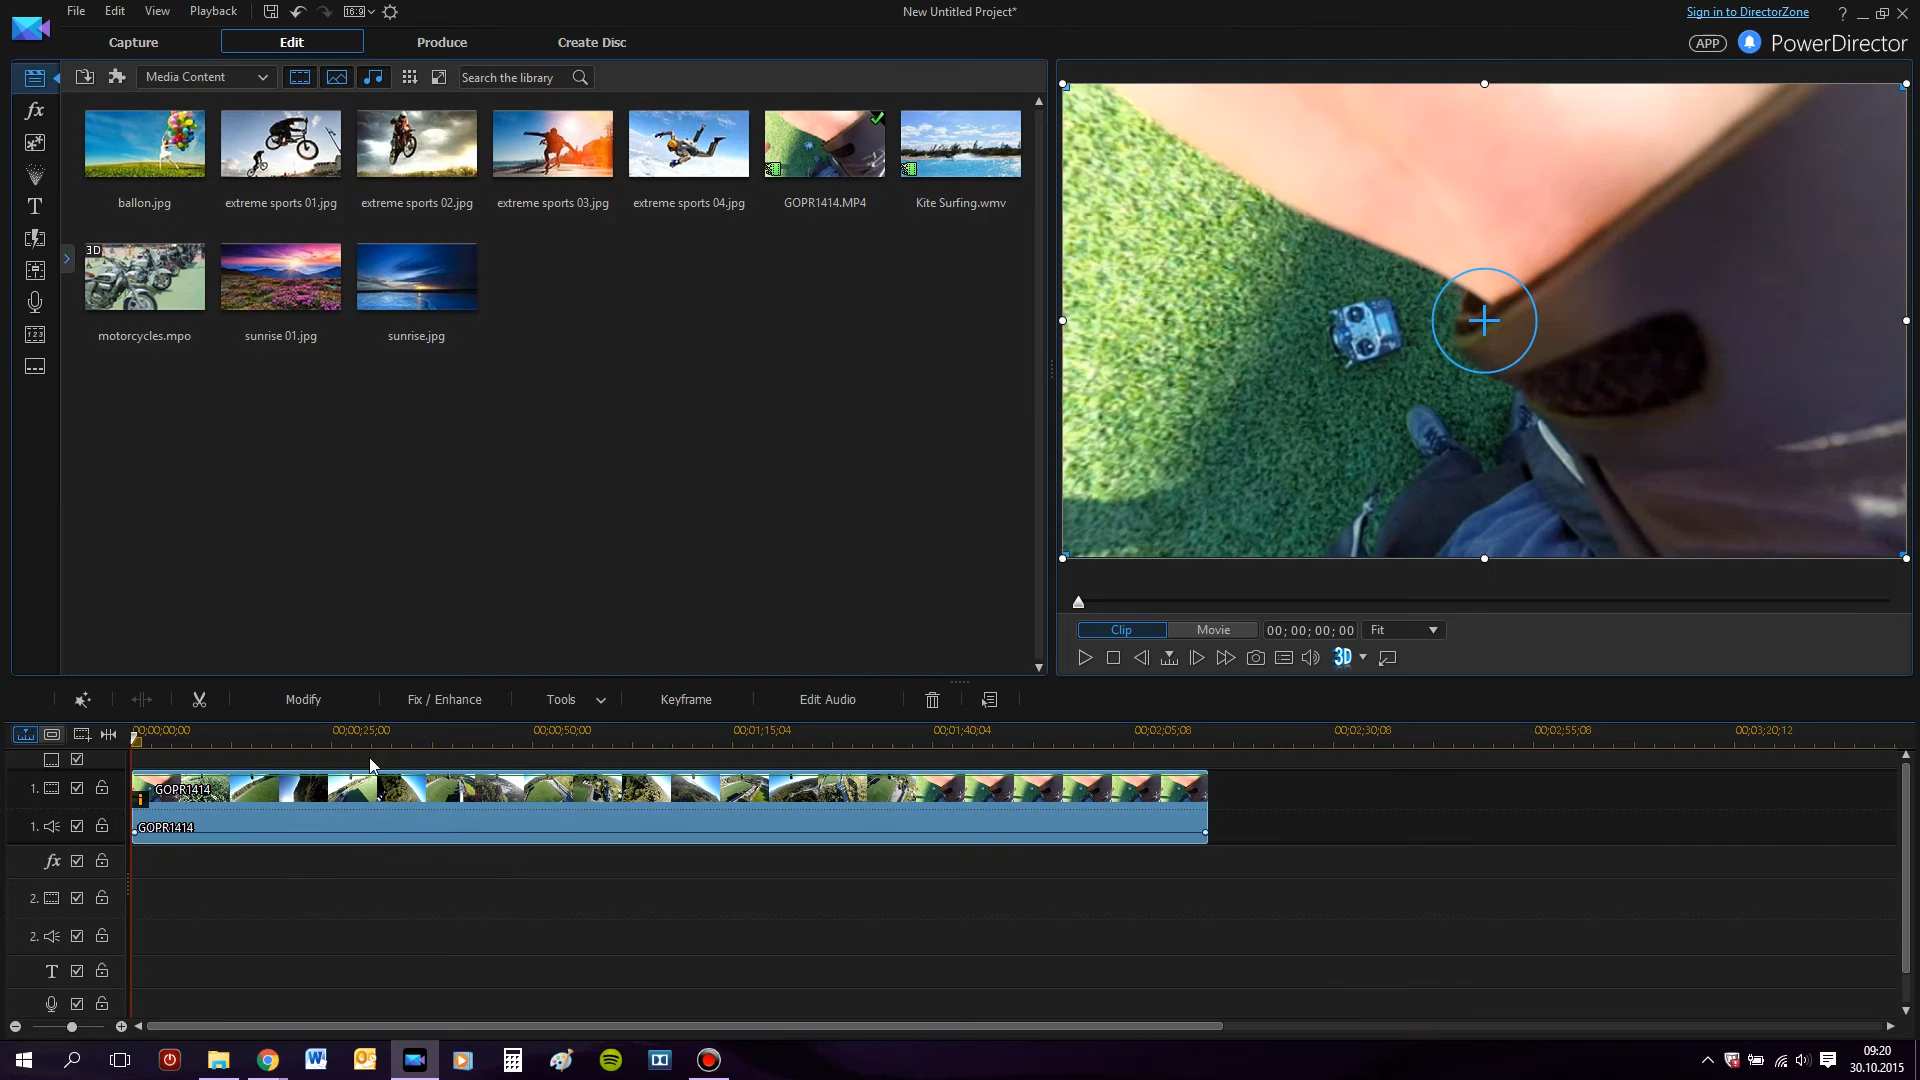 File Edit View Playback 16:9 New Untitled Project* Sign in to DirectorZone ?
Capture Edit Produce Create Disc APP PowerDirector
Media Content Search the library
fx
ballon.jpg extreme sports 01.jpg extreme sports 02.jpg extreme sports 03.jpg extreme sports 04.jpg GOPR1414.MP4 Kite Surfing.wmv
T
3D
motorcycles.mpo sunrise 01.jpg sunrise.jpg
Clip Movie 00; 00; 00; 00 Fit
3D
Modify Fix / Enhance Tools Keyframe Edit Audio
00;00;00;00 00;00;25;00 00;00;50;00 00;01;15;04 00;01;40;04 00;02;05;08 00;02;30;08 00;02;55;08 00;03;20;12
1. GOPR1414
1. GOPR1414
fx
2.
2.
T
09:20
30.10.2015